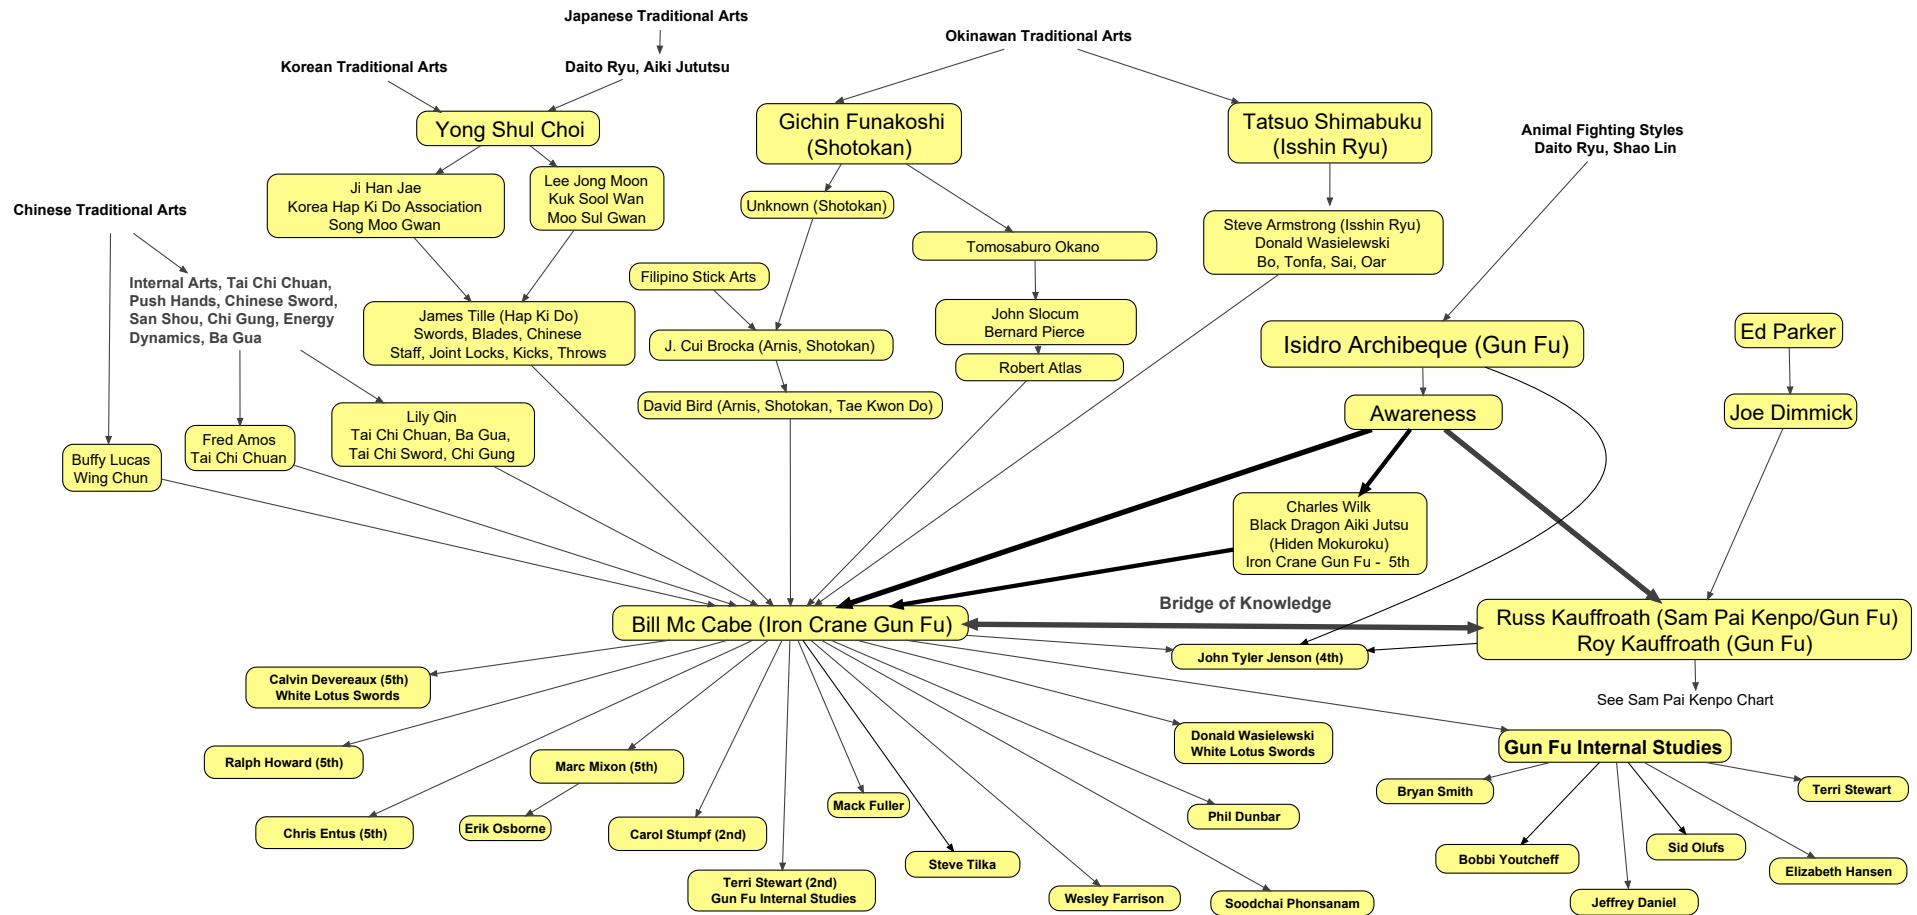 Japanese Traditional Arts
Okinawan Traditional Arts
Korean Traditional Arts
Daito Ryu, Aiki Jututsu
Yong Shul Choi
Gichin Funakoshi
(Shotokan)
Tatsuo Shimabuku
(Isshin Ryu)
Animal Fighting Styles
Daito Ryu, Shao Lin
Ji Han Jae
Korea Hap Ki Do Association
Song Moo Gwan
Lee Jong Moon
Kuk Sool Wan
Moo Sul Gwan
Chinese Traditional Arts
Unknown (Shotokan)
Tomosaburo Okano
Steve Armstrong (Isshin Ryu)
Donald Wasielewski
Bo, Tonfa, Sai, Oar
Filipino Stick Arts
Internal Arts, Tai Chi Chuan,
Push Hands, Chinese Sword,
San Shou, Chi Gung, Energy
Dynamics, Ba Gua
James Tille (Hap Ki Do)
Swords, Blades, Chinese
Staff, Joint Locks, Kicks, Throws
J. Cui Brocka (Arnis, Shotokan)
John Slocum
Bernard Pierce
Robert Atlas
Isidro Archibeque (Gun Fu)
Ed Parker
David Bird (Arnis, Shotokan, Tae Kwon Do)
Awareness
Joe Dimmick
Buffy Lucas
Wing Chun
Fred Amos
Tai Chi Chuan
Lily Qin
Tai Chi Chuan, Ba Gua,
Tai Chi Sword, Chi Gung
Charles Wilk
Black Dragon Aiki Jutsu
(Hiden Mokuroku)
Iron Crane Gun Fu - 5th
Bridge of Knowledge
Bill Mc Cabe (Iron Crane Gun Fu)
Russ Kauffroath (Sam Pai Kenpo/Gun Fu)
Roy Kauffroath (Gun Fu)
John Tyler Jenson (4th)
See Sam Pai Kenpo Chart
Calvin Devereaux (5th)
White Lotus Swords
Ralph Howard (5th)
Marc Mixon (5th)
Donald Wasielewski
White Lotus Swords
Gun Fu Internal Studies
Chris Entus (5th)
Erik Osborne
Carol Stumpf (2nd)
Mack Fuller
Phil Dunbar
Bryan Smith
Terri Stewart
Steve Tilka
Bobbi Youtcheff
Sid Olufs
Elizabeth Hansen
Terri Stewart (2nd)
Gun Fu Internal Studies
Wesley Farrison
Soodchai Phonsanam
Jeffrey Daniel